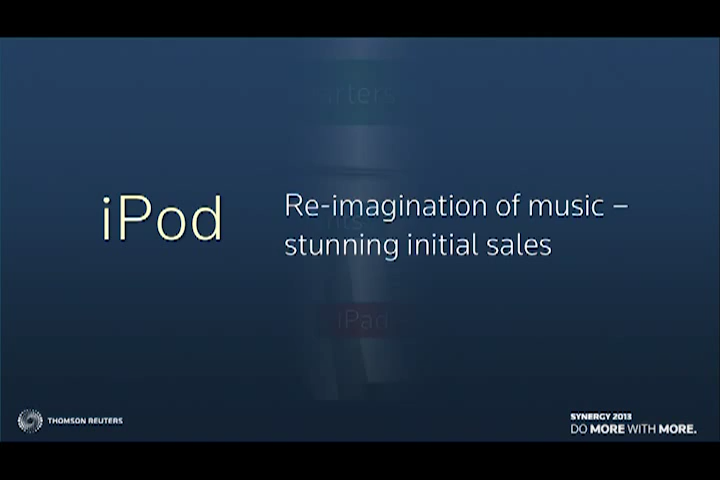 iPod
Re-imagination of music –
stunning initial sales
THOMSON REUTERS
SYNERGY 2013
DO MORE WITH MORE.